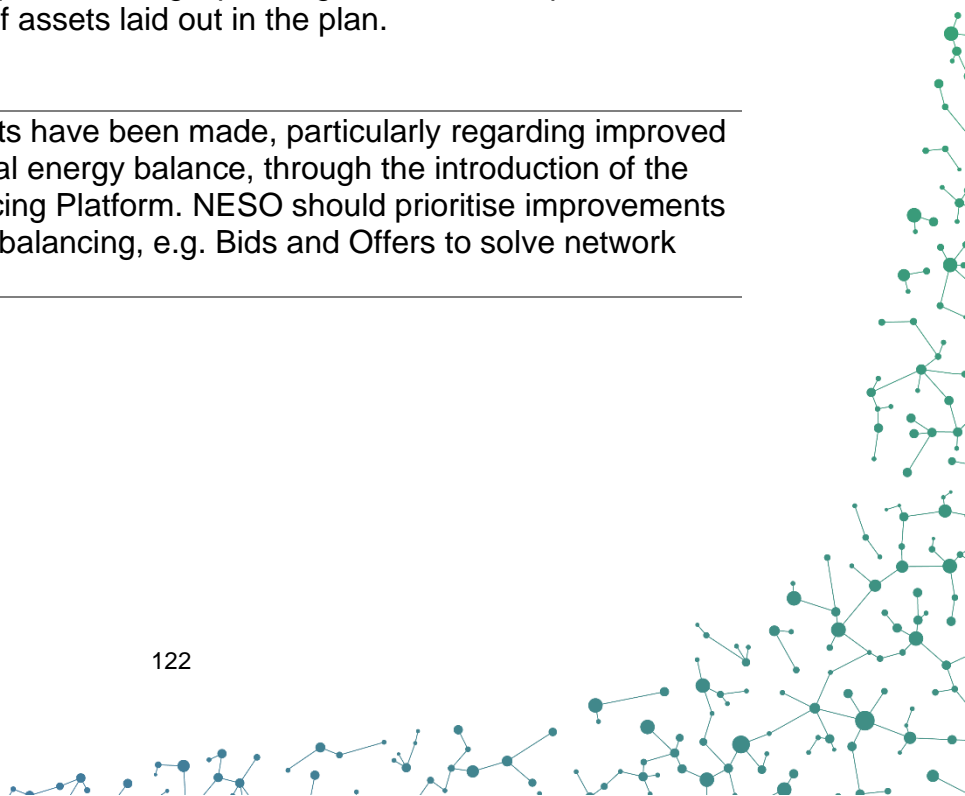 f assets laid out in the plan.
ts have been made, particularly regarding improved
al energy balance, through the introduction of the
cing Platform. NESO should prioritise improvements
balancing, e.g. Bids and Offers to solve network
122